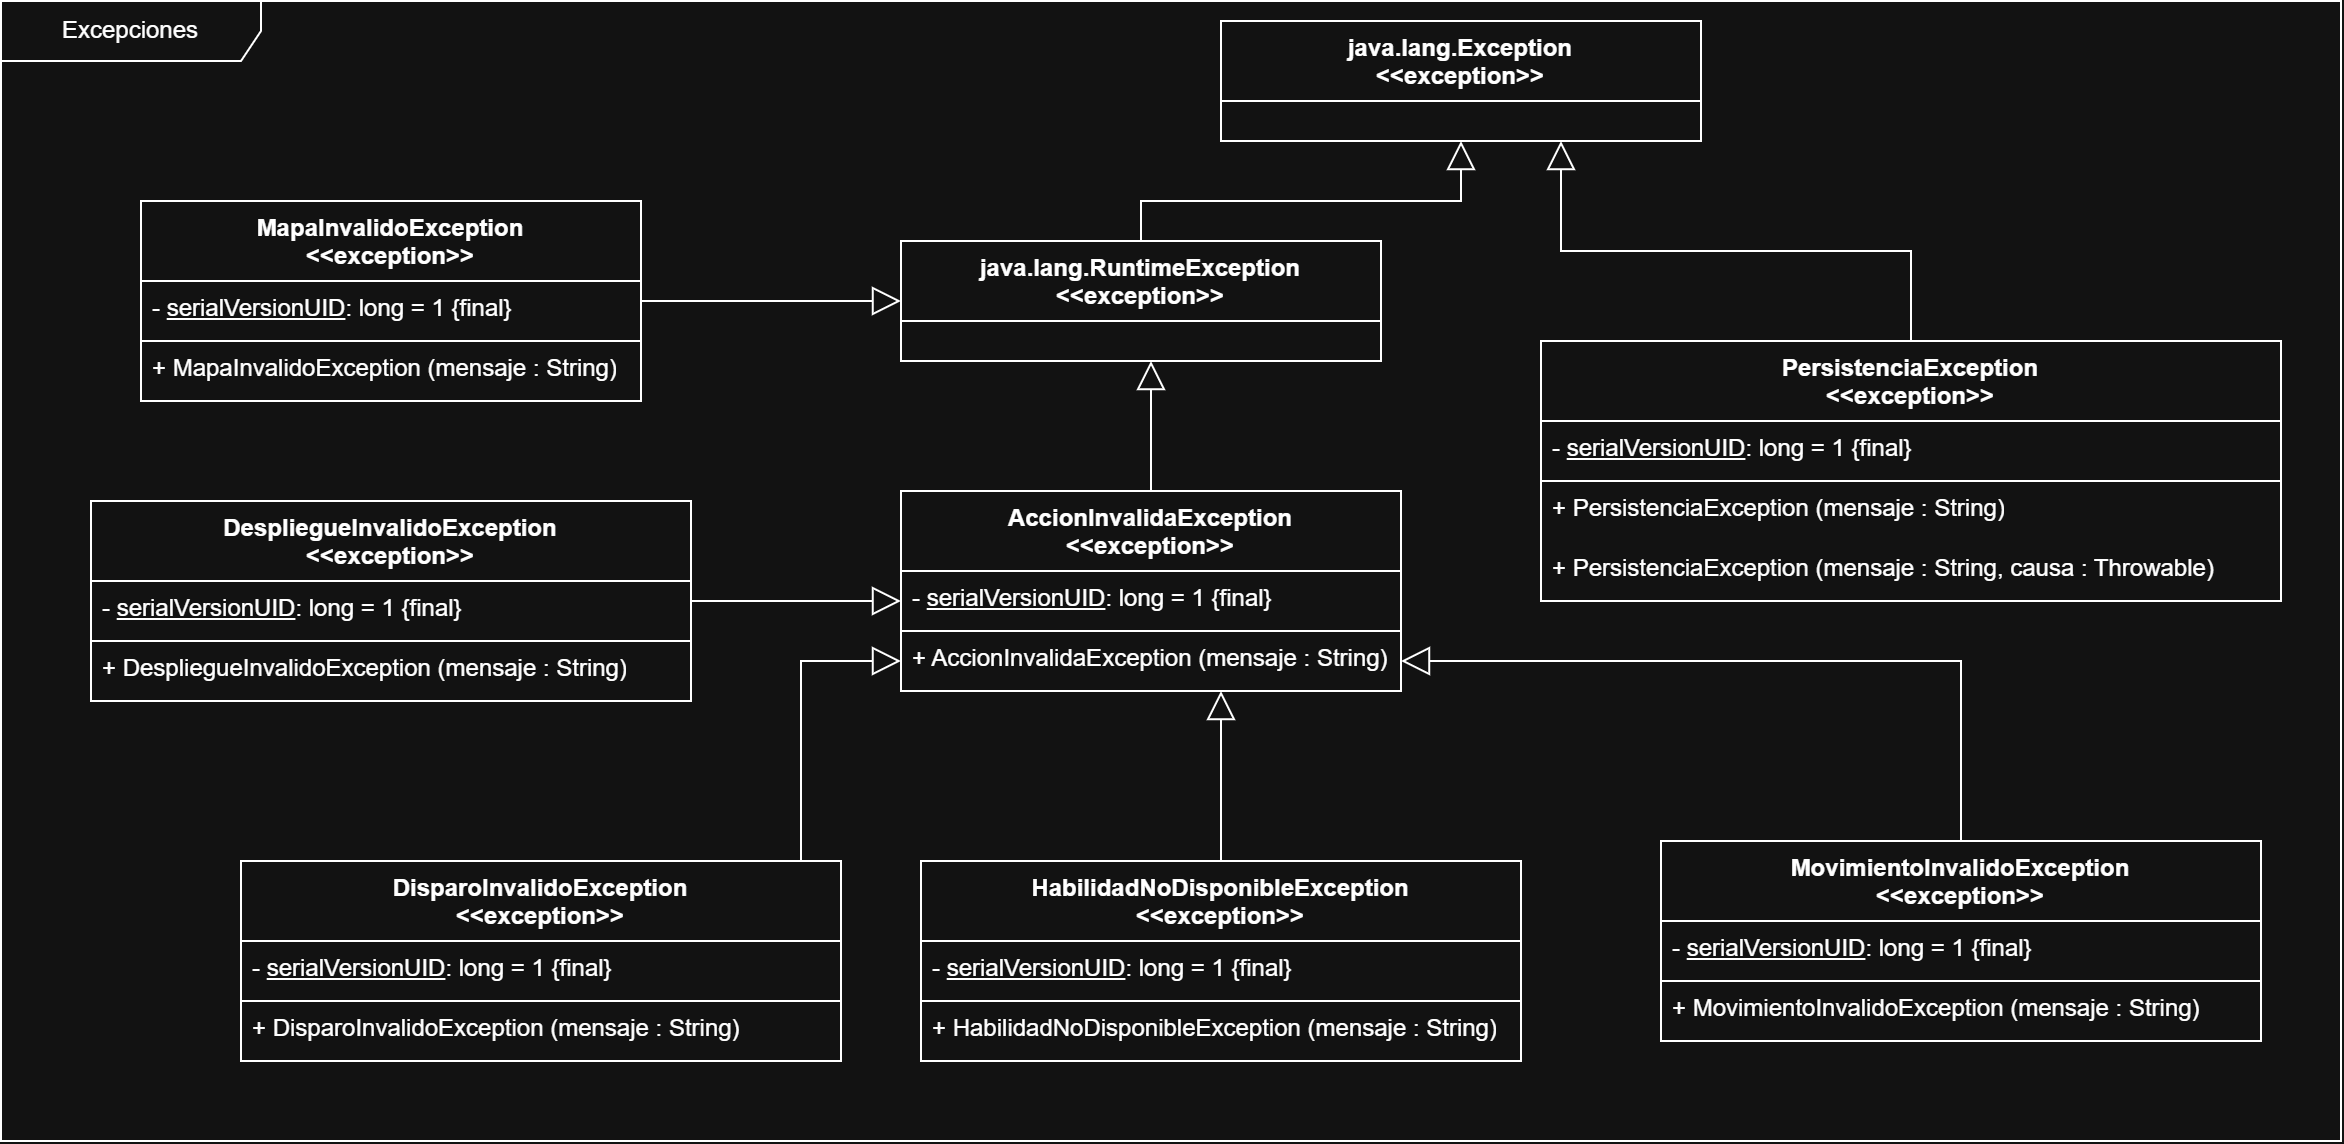 Excepciones
java.lang.Exception
<<exception>>
MapaInvalidoException
<<exception>>
- serialVersionUID: long = 1 {final}
+ MapaInvalidoException (mensaje : String)
java.lang.RuntimeException
<<exception>>
PersistenciaException
<<exception>>
- serialVersionUID: long = 1 {final}
+ PersistenciaException (mensaje : String)
+ PersistenciaException (mensaje : String, causa : Throwable)
DespliegueInvalidoException
<<exception>>
- serialVersionUID: long = 1 {final}
+ DespliegueInvalidoException (mensaje : String)
AccionInvalidaException
<<exception>>
- serialVersionUID: long = 1 {final}
+ AccionInvalidaException (mensaje : String)
DisparoInvalidoException
<<exception>>
- serialVersionUID: long = 1 {final}
+ DisparoInvalidoException (mensaje : String)
HabilidadNoDisponibleException
<<exception>>
- serialVersionUID: long = 1 {final}
+ HabilidadNoDisponibleException (mensaje : String)
MovimientoInvalidoException
<<exception>>
- serialVersionUID: long = 1 {final}
+ MovimientoInvalidoException (mensaje : String)